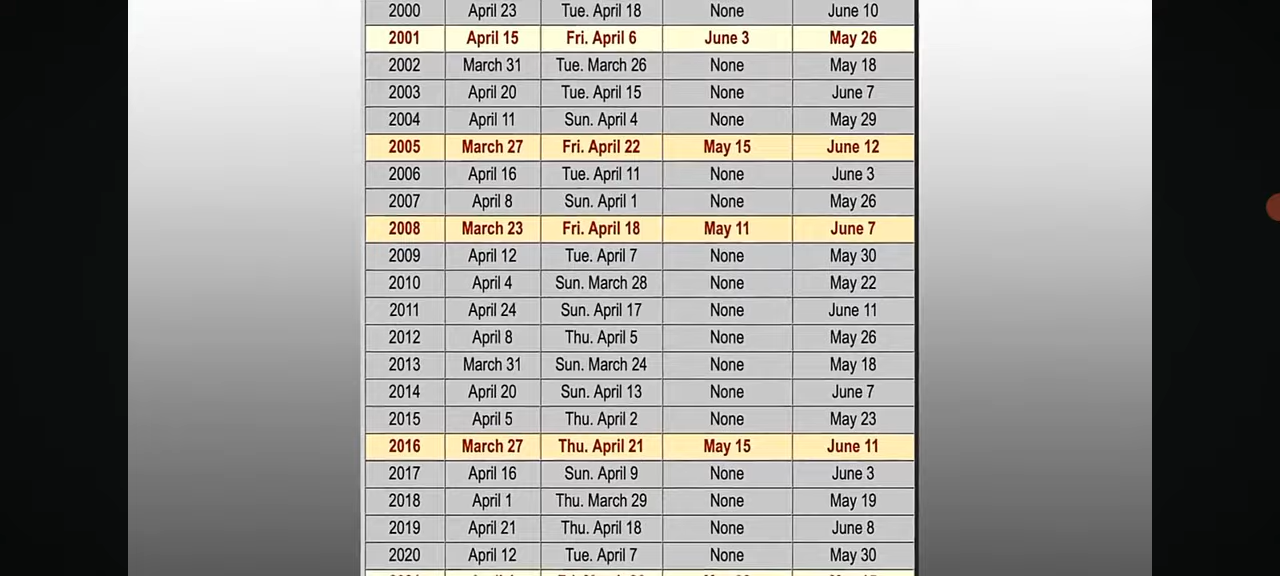 2000 April 23 Tue. April 18 None June 10
2001 April 15 Fri. April 6 June 3 May 26
2002 March 31 Tue. March 26 None May 18
2003 April 20 Tue. April 15 None June 7
2004 April 11 Sun. April 4 None May 29
2005 March 27 Fri. April 22 May 15 June 12
2006 April 16 Tue. April 11 None June 3
2007 April 8 Sun. April 1 None May 26
2008 March 23 Fri. April 18 May 11 June 7
2009 April 12 Tue. April 7 None May 30
2010 April 4 Sun. March 28 None May 22
2011 April 24 Sun. April 17 None June 11
2012 April 8 Thu. April 5 None May 26
2013 March 31 Sun. March 24 None May 18
2014 April 20 Sun. April 13 None June 7
2015 April 5 Thu. April 2 None May 23
2016 March 27 Thu. April 21 May 15 June 11
2017 April 16 Sun. April 9 None June 3
2018 April 1 Thu. March 29 None May 19
2019 April 21 Thu. April 18 None June 8
2020 April 12 Tue. April 7 None May 30